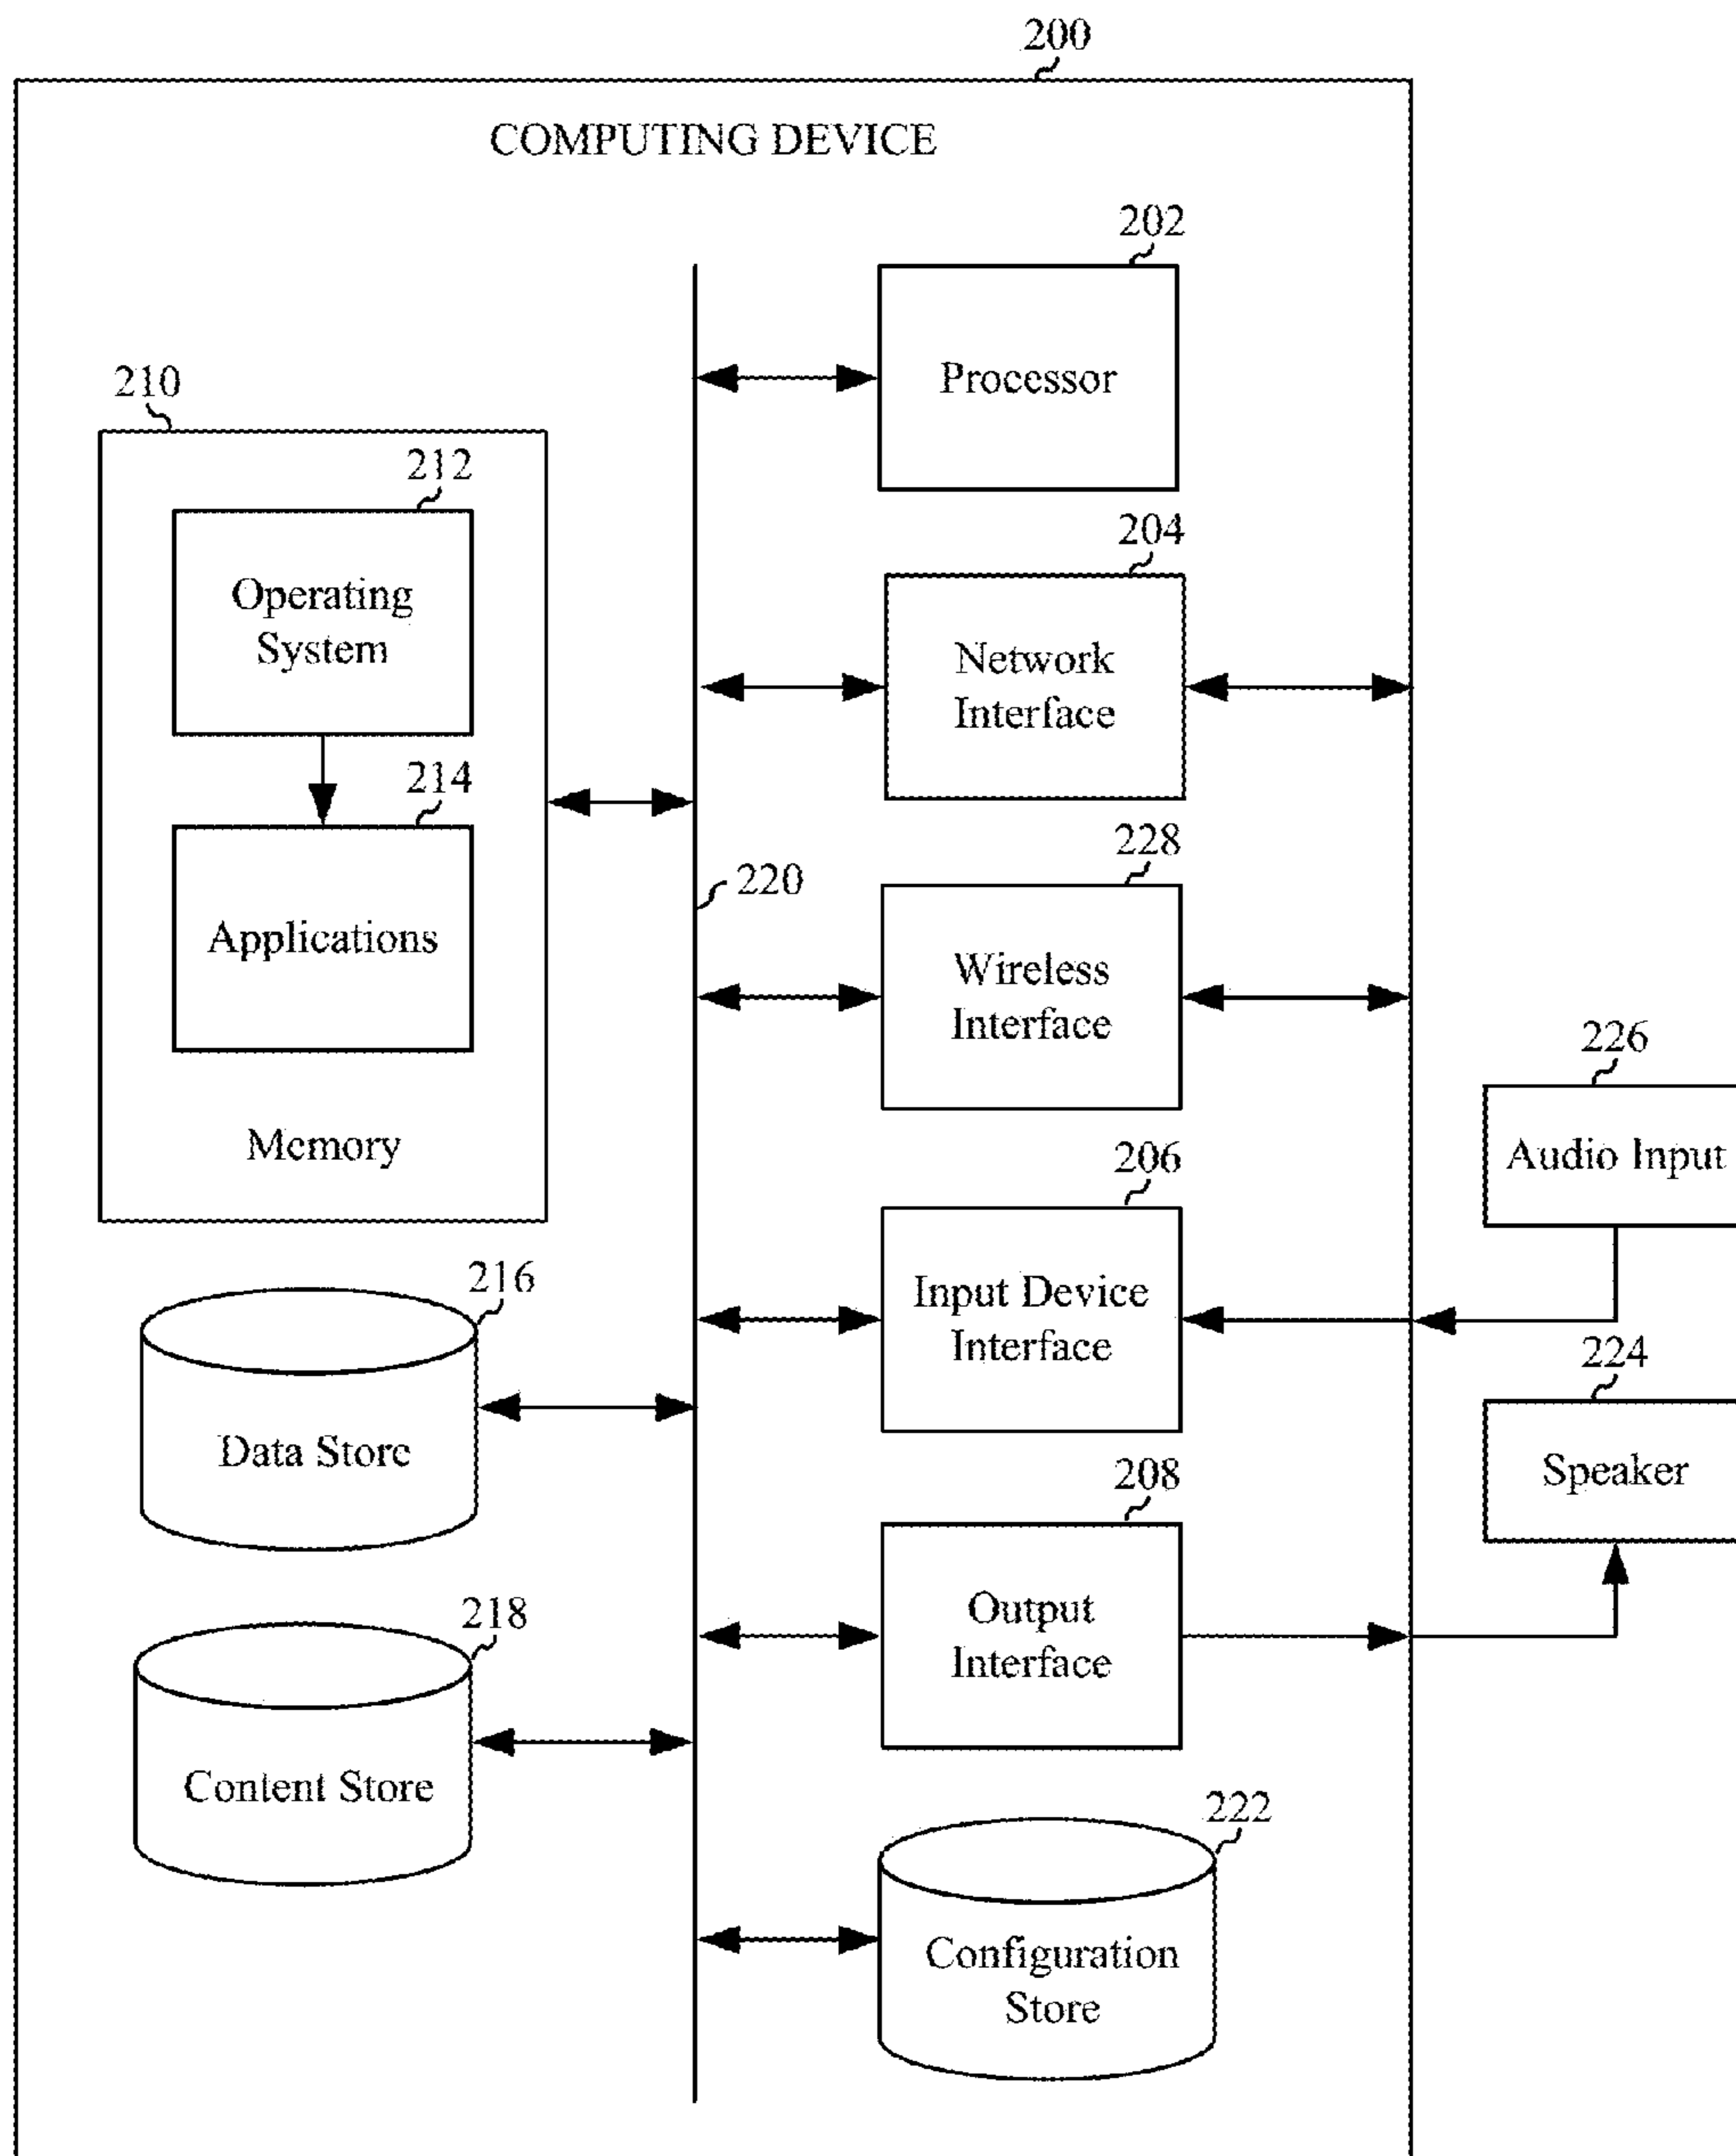 200
COMPUTING DEVICE
202
Processor
210
212
Operating
System
204
Network
Interface
214
Applications
228
220
Wireless
Interface
226
Audio Input
Memory
206
Input Device
Interface
216
Data Store
224
Speaker
208
Output
Interface
218
Content Store
222
Configuration
Store